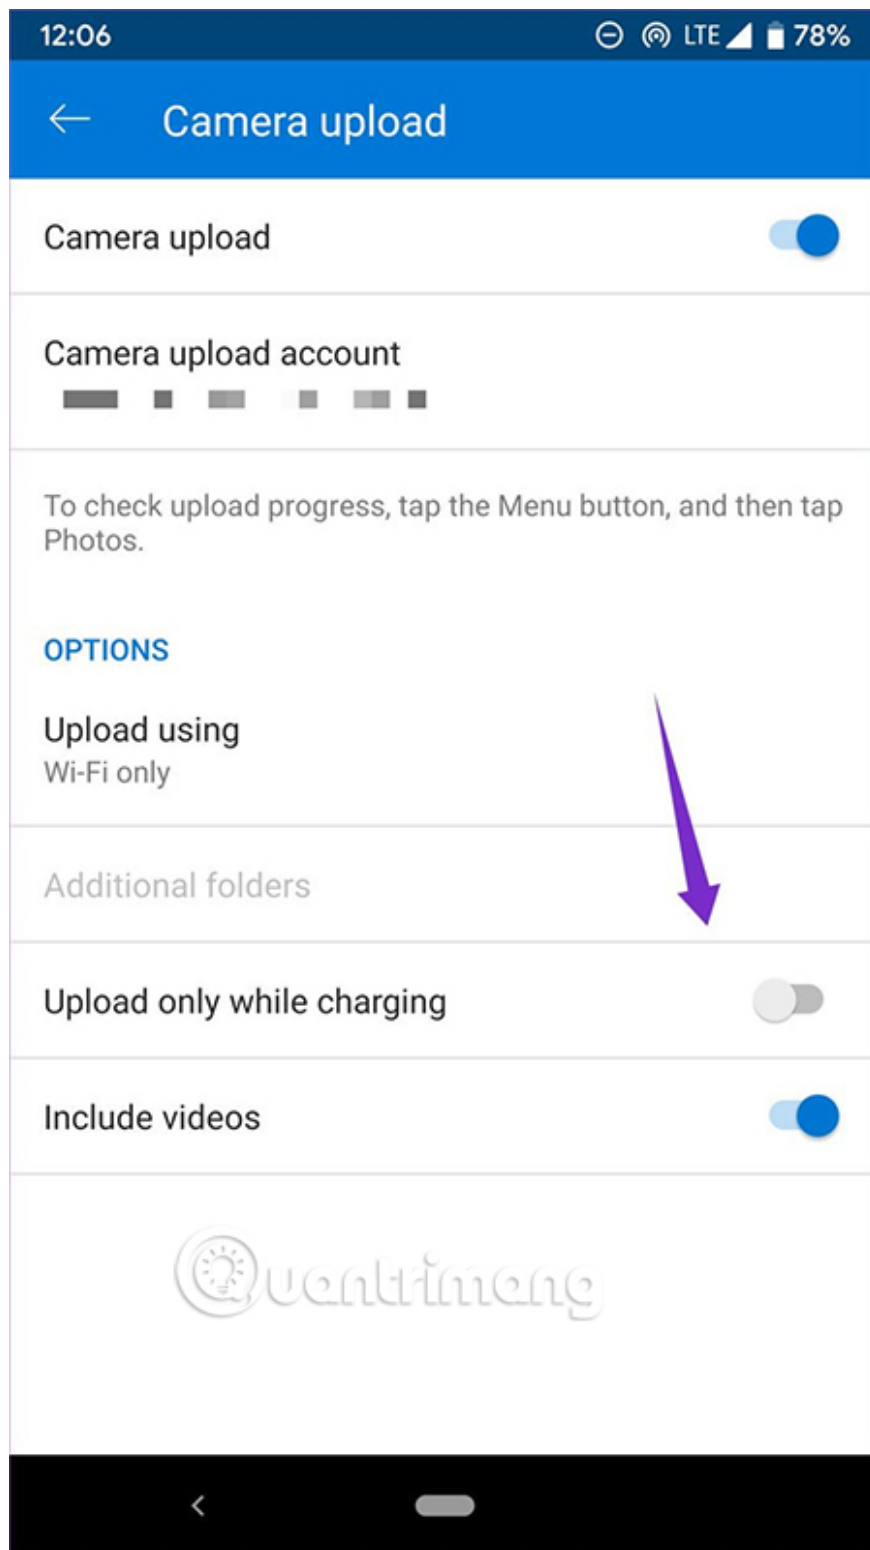 12:06 LTE 78%
Camera upload
Camera upload
Camera upload account
To check upload progress, tap the Menu button, and then tap
Photos.
OPTIONS
Upload using
Wi-Fi only
Additional folders
Upload only while charging
Include videos
Quantrimang